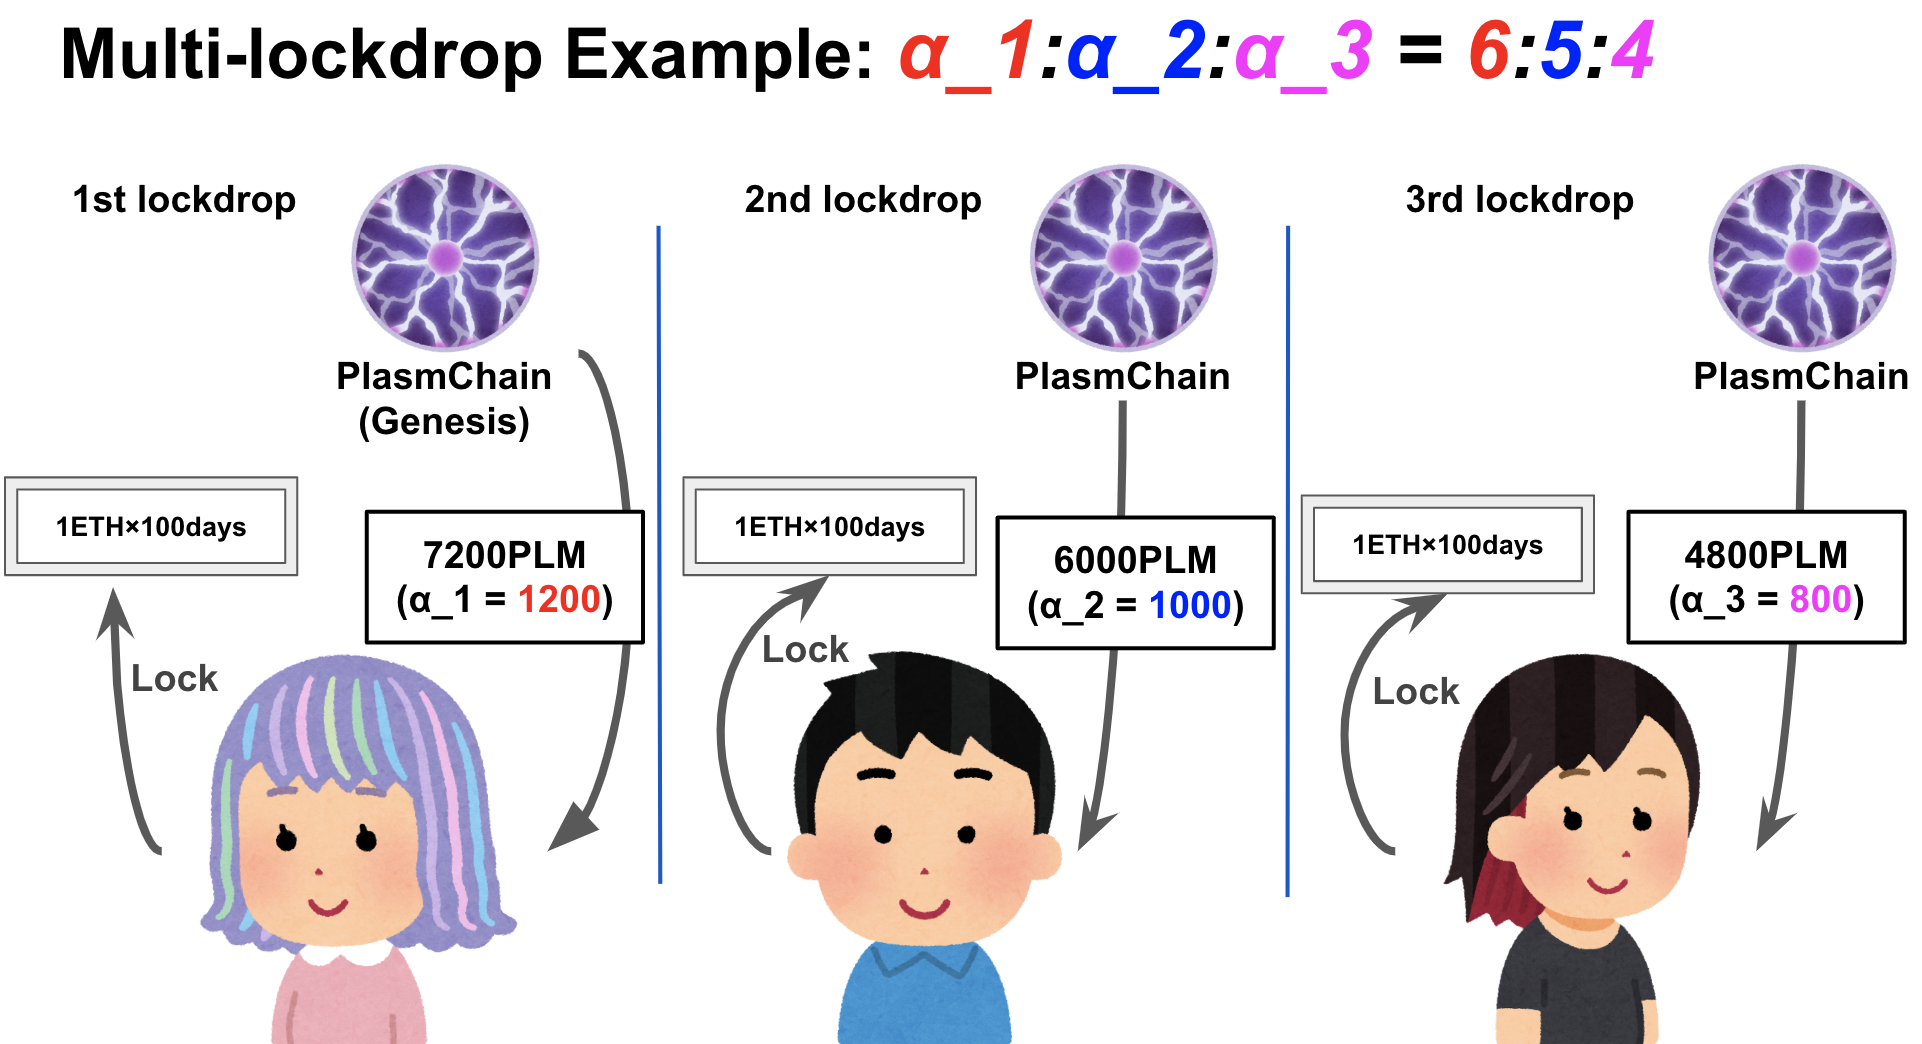 Multi-lockdrop Example: α_1:α_2:α_3 = 6:5:4
1st lockdrop
PlasmChain
(Genesis)
1ETH×100days
7200PLM
(α_1 = 1200)
Lock
2nd lockdrop
PlasmChain
1ETH×100days
6000PLM
(α_2 = 1000)
Lock
3rd lockdrop
PlasmChain
1ETH×100days
4800PLM
(α_3 = 800)
Lock